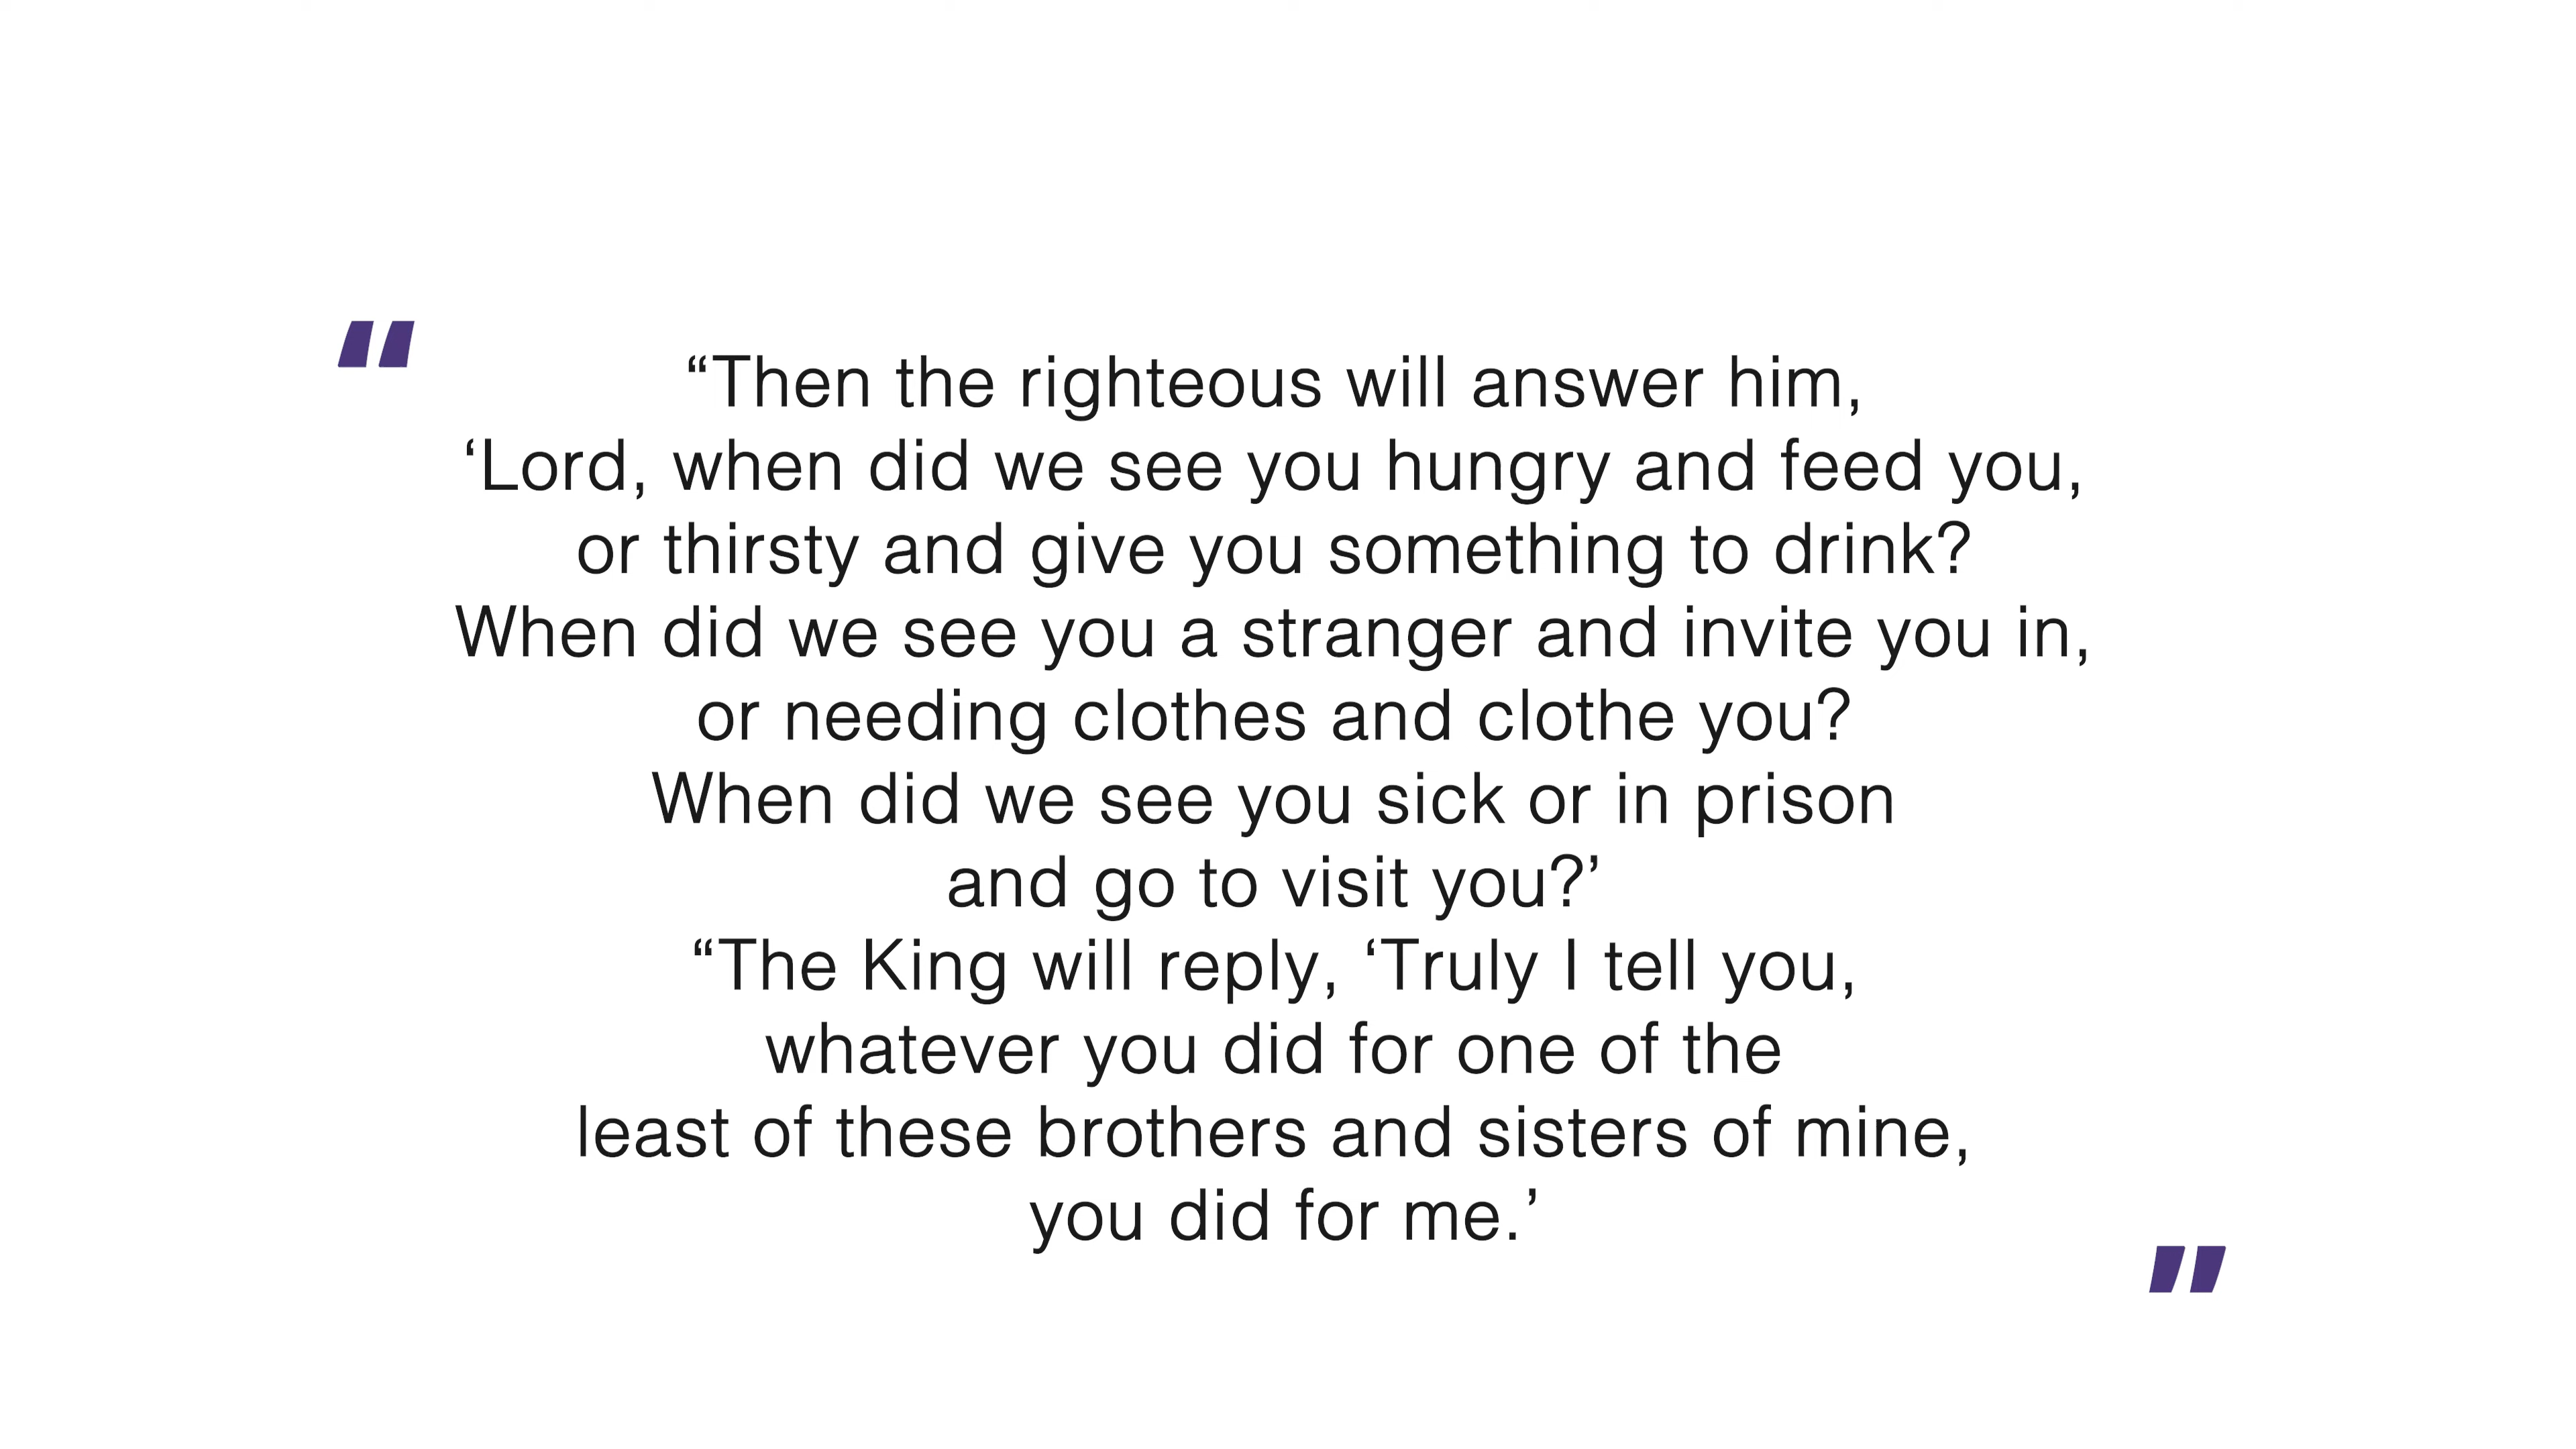 “
“Then the righteous will answer him,
‘Lord, when did we see you hungry and feed you,
or thirsty and give you something to drink?
When did we see you a stranger and invite you in,
or needing clothes and clothe you?
When did we see you sick or in prison
and go to visit you?’
“The King will reply, ‘Truly I tell you,
whatever you did for one of the
least of these brothers and sisters of mine,
you did for me.’
”